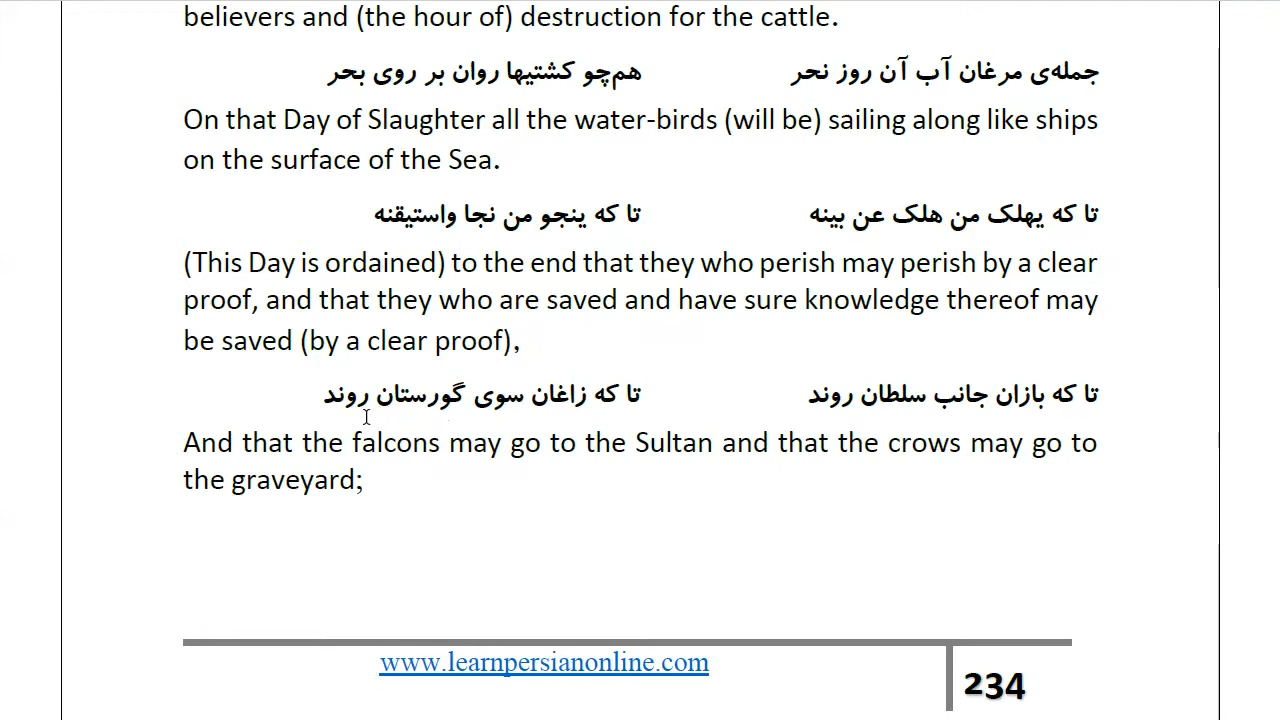 believers and (the hour of) destruction for the cattle.
جمله‌ی مرغان آب آن روز نحر هم‌چو کشتیها روان بر روی بحر
On that Day of Slaughter all the water-birds (will be) sailing along like ships
on the surface of the Sea.
تا که یهلک من هلک عن بینه تا که ینجو من نجا واستیقنه
(This Day is ordained) to the end that they who perish may perish by a clear
proof, and that they who are saved and have sure knowledge thereof may
be saved (by a clear proof),
تا که بازان جانب سلطان روند تا که زاغان سوی گورستان روند
And that the falcons may go to the Sultan and that the crows may go to
the graveyard;
www.learnpersianonline.com
234